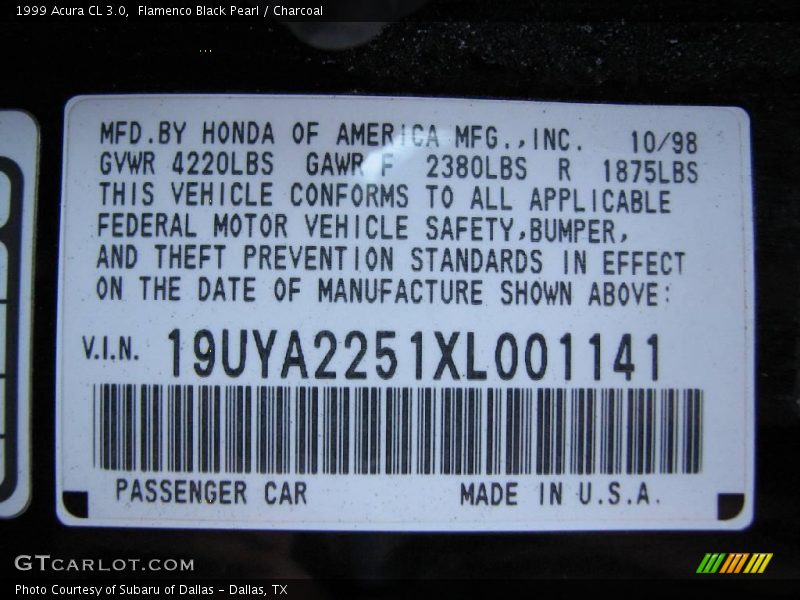 1999 Acura CL 3.0,  Flamenco Black Pearl / Charcoal
MFD.BY HONDA OF AMERICA MFG.,INC.   10/98
GVWR 4220LBS   GAWR F   2380LBS   R   1875LBS
THIS VEHICLE CONFORMS TO ALL APPLICABLE
FEDERAL MOTOR VEHICLE SAFETY,BUMPER,
AND THEFT PREVENTION STANDARDS IN EFFECT
ON THE DATE OF MANUFACTURE SHOWN ABOVE:
V.I.N. 19UYA2251XL001141
PASSENGER CAR   MADE IN U.S.A.
GTCARLOT.COM
Photo Courtesy of Subaru of Dallas - Dallas, TX